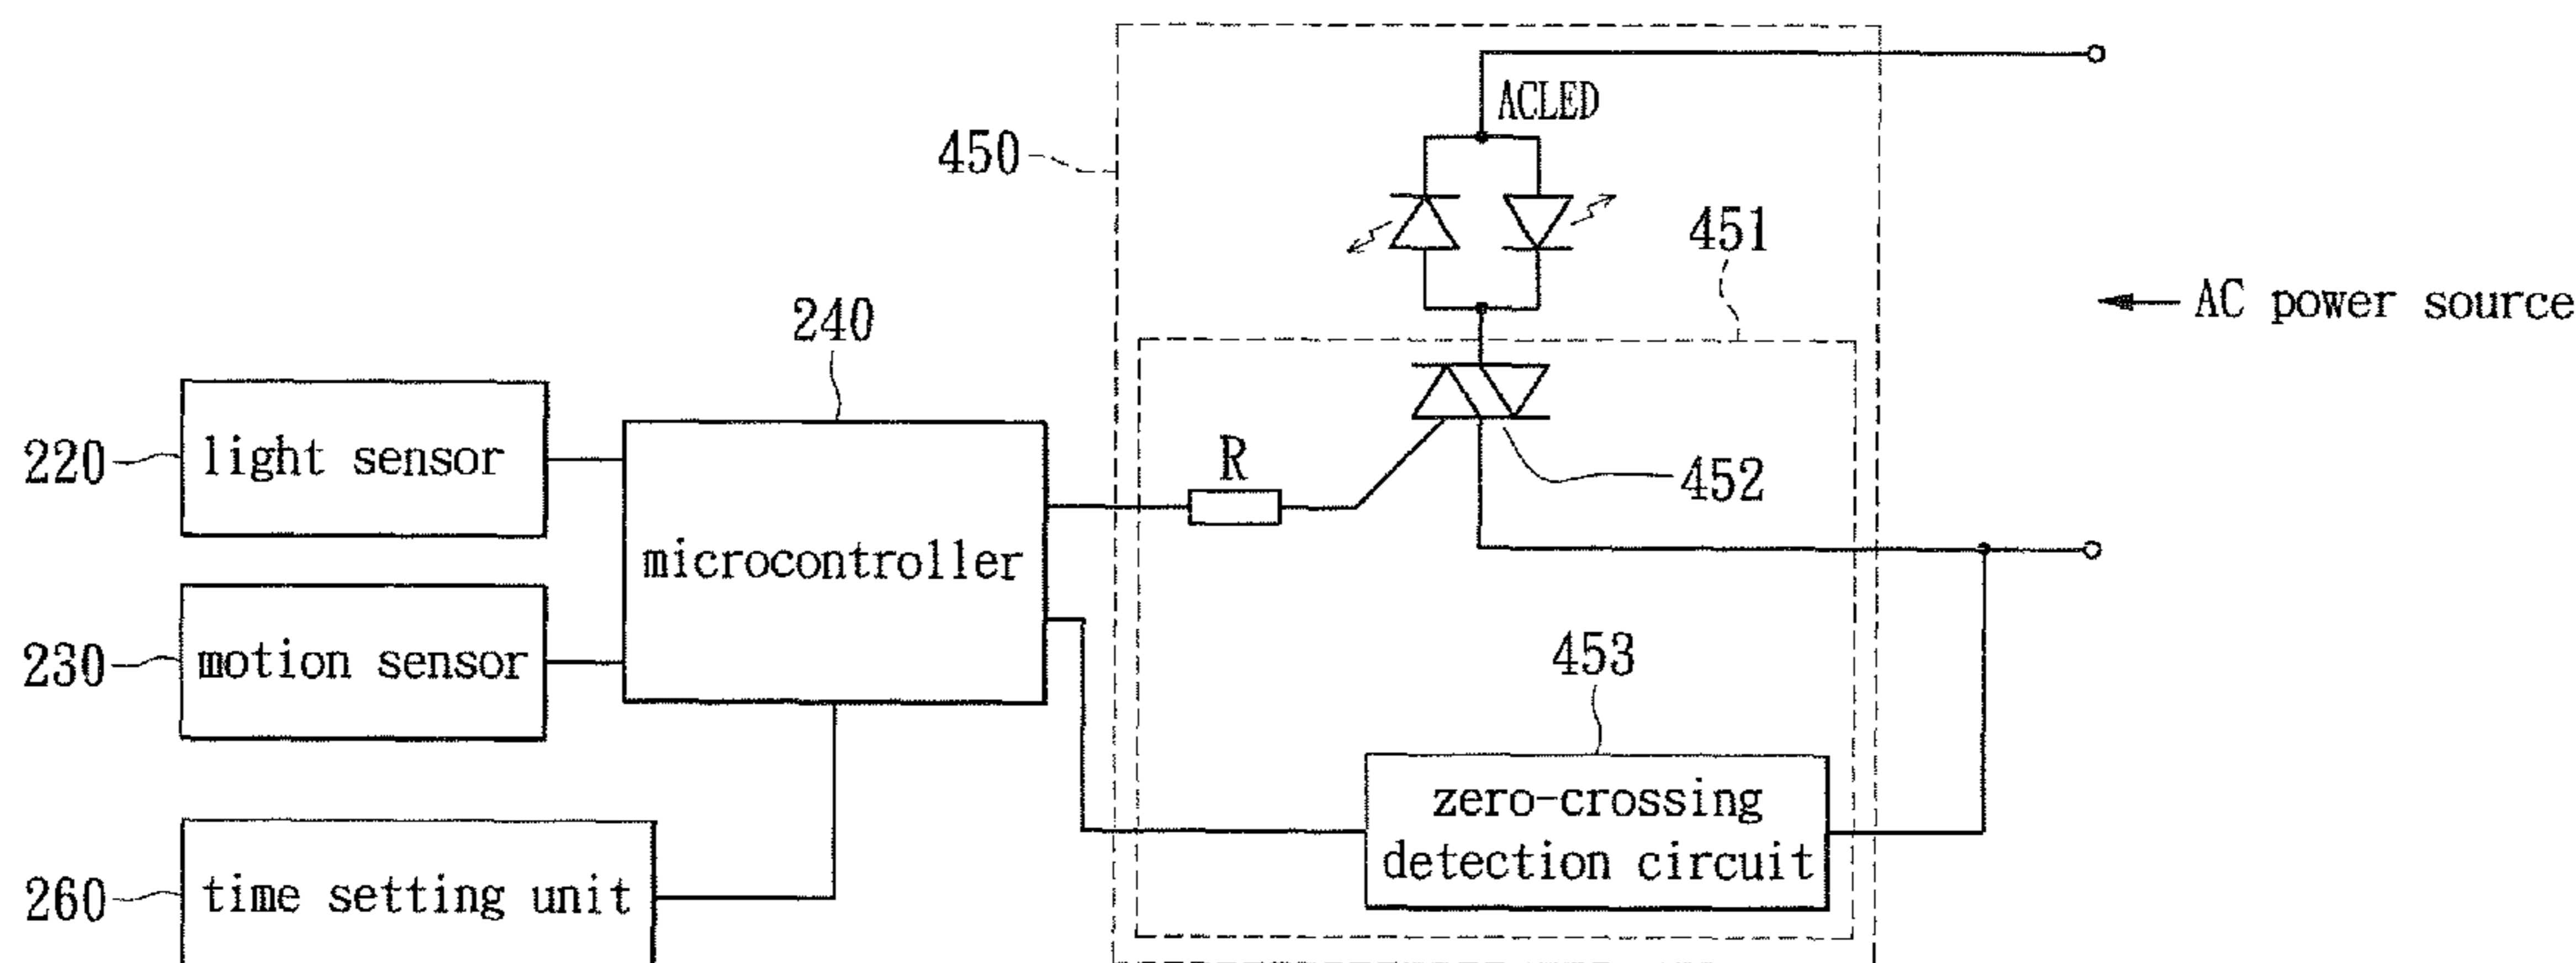 ACLED
450
451
AC power source
240
220
light sensor
R
452
microcontroller
230
motion sensor
453
zero-crossing
detection circuit
260
time setting unit